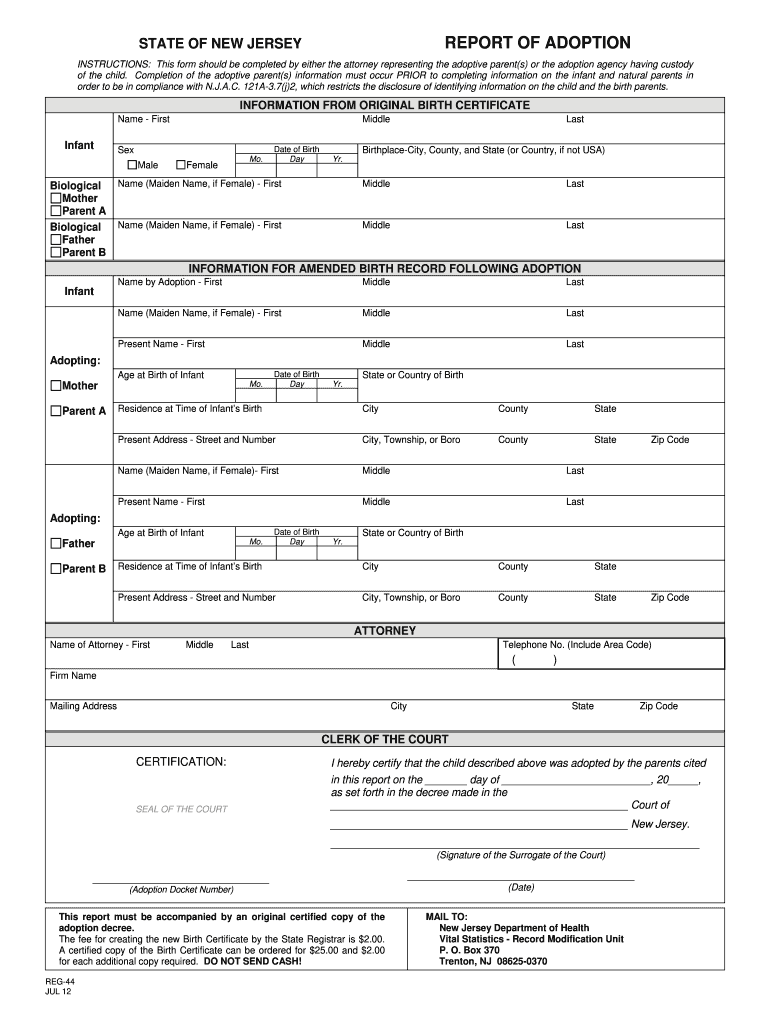 STATE OF NEW JERSEY REPORT OF ADOPTION
INSTRUCTIONS: This form should be completed by either the attorney representing the adoptive parent(s) or the adoption agency having custody
of the child. Completion of the adoptive parent(s) information must occur PRIOR to completing information on the infant and natural parents in
order to be in compliance with N.J.A.C. 121A-3.7(j)2, which restricts the disclosure of identifying information on the child and the birth parents.
INFORMATION FROM ORIGINAL BIRTH CERTIFICATE
Infant
Name - First Middle Last
Sex
Male Female
Date of Birth
Mo. Day Yr.
Birthplace-City, County, and State (or Country, if not USA)
Biological
Mother
Parent A
Name (Maiden Name, if Female) - First Middle Last
Biological
Father
Parent B
Name (Maiden Name, if Female) - First Middle Last
INFORMATION FOR AMENDED BIRTH RECORD FOLLOWING ADOPTION
Infant
Name by Adoption - First Middle Last
Adopting:
Mother
Parent A
Name (Maiden Name, if Female) - First Middle Last
Present Name - First Middle Last
Age at Birth of Infant
Date of Birth
Mo. Day Yr.
State or Country of Birth
Residence at Time of Infant's Birth City County State
Present Address - Street and Number City, Township, or Boro County State Zip Code
Adopting:
Father
Parent B
Name (Maiden Name, if Female)- First Middle Last
Present Name - First Middle Last
Age at Birth of Infant
Date of Birth
Mo. Day Yr.
State or Country of Birth
Residence at Time of Infant's Birth City County State
Present Address - Street and Number City, Township, or Boro County State Zip Code
ATTORNEY
Name of Attorney - First Middle Last
Telephone No. (Include Area Code)
( )
Firm Name
Mailing Address City State Zip Code
CLERK OF THE COURT
CERTIFICATION:
SEAL OF THE COURT
(Adoption Docket Number)
I hereby certify that the child described above was adopted by the parents cited
in this report on the _______ day of _________________________, 20_____,
as set forth in the decree made in the
__________________________________________________ Court of
__________________________________________________ New Jersey.
(Signature of the Surrogate of the Court)
(Date)
This report must be accompanied by an original certified copy of the
adoption decree.
The fee for creating the new Birth Certificate by the State Registrar is $2.00.
A certified copy of the Birth Certificate can be ordered for $25.00 and $2.00
for each additional copy required. DO NOT SEND CASH!
MAIL TO:
New Jersey Department of Health
Vital Statistics - Record Modification Unit
P. O. Box 370
Trenton, NJ 08625-0370
REG-44
JUL 12